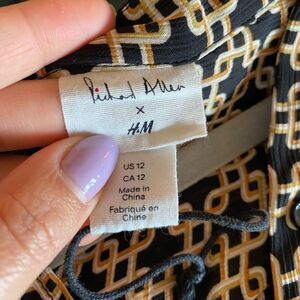 Richard Allan
×
H&M
US 12
CA 12
Made in
China
Fabriqué en
Chine